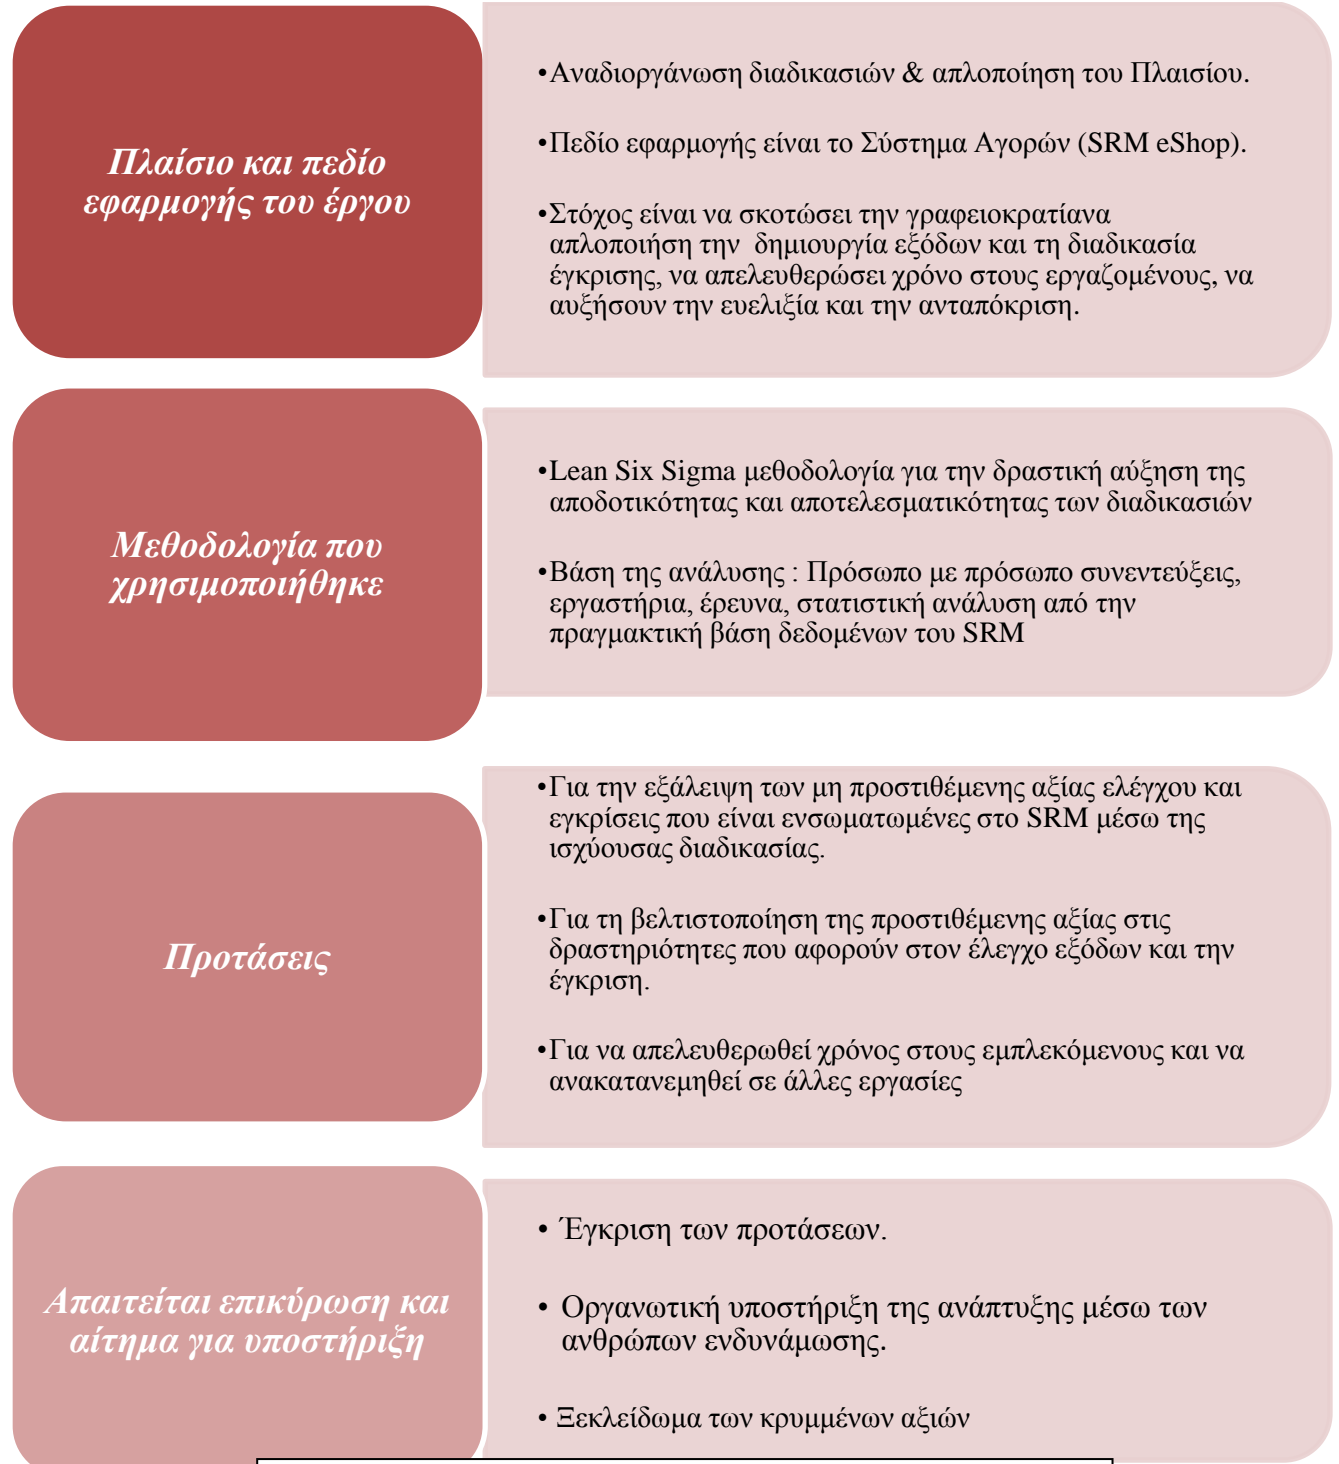 Πλαίσιο και πεδίο
εφαρμογής του έργου
•Αναδιοργάνωση διαδικασιών & απλοποίηση του Πλαισίου.
•Πεδίο εφαρμογής είναι το Σύστημα Αγορών (SRM eShop).
•Στόχος είναι να σκοτώσει την γραφειοκρατίανα
απλοποιήση την δημιουργία εξόδων και τη διαδικασία
έγκρισης, να απελευθερώσει χρόνο στους εργαζομένους, να
αυξήσουν την ευελιξία και την ανταπόκριση.
Μεθοδολογία που
χρησιμοποιήθηκε
•Lean Six Sigma μεθοδολογία για την δραστική αύξηση της
αποδοτικότητας και αποτελεσματικότητας των διαδικασιών
•Βάση της ανάλυσης : Πρόσωπο με πρόσωπο συνεντεύξεις,
εργαστήρια, έρευνα, στατιστική ανάλυση από την
πραγμακτική βάση δεδομένων του SRM
Προτάσεις
•Για την εξάλειψη των μη προστιθέμενης αξίας ελέγχου και
εγκρίσεις που είναι ενσωματωμένες στο SRM μέσω της
ισχύουσας διαδικασίας.
•Για τη βελτιστοποίηση της προστιθέμενης αξίας στις
δραστηριότητες που αφορούν στον έλεγχο εξόδων και την
έγκριση.
•Για να απελευθερωθεί χρόνος στους εμπλεκόμενους και να
ανακατανεμηθεί σε άλλες εργασίες
Απαιτείται επικύρωση και
αίτημα για υποστήριξη
• Έγκριση των προτάσεων.
• Οργανωτική υποστήριξη της ανάπτυξης μέσω των
ανθρώπων ενδυνάμωσης.
• Ξεκλείδωμα των κρυμμένων αξιών